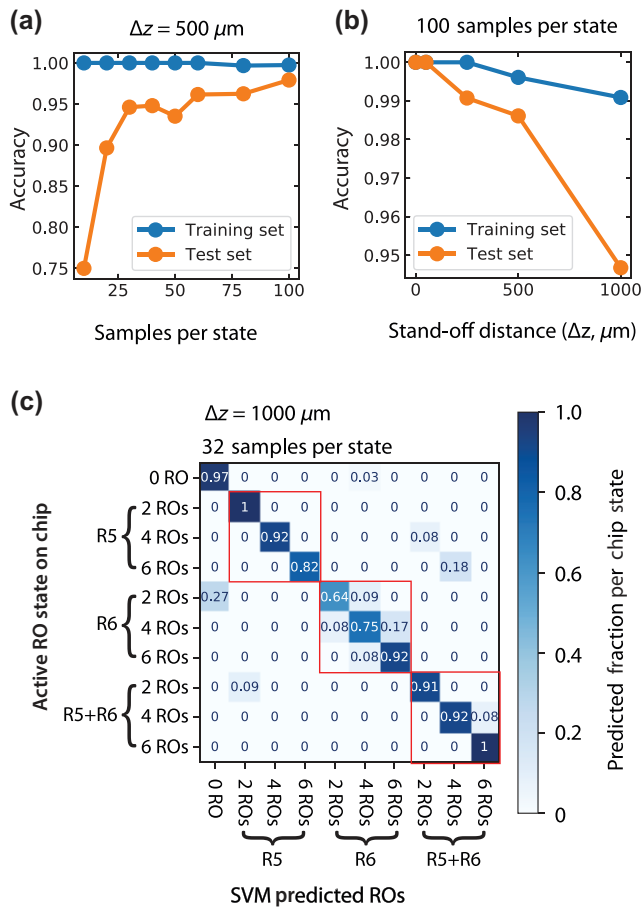 (a)
Δz = 500 μm
1.00
0.95
0.90
0.85
0.80
0.75
Accuracy
Training set
Test set
25
50
75
100
Samples per state
(b)
100 samples per state
1.00
0.99
0.98
0.97
0.96
0.95
Accuracy
Training set
Test set
0
500
1000
Stand-off distance (Δz, μm)
(c)
Δz = 1000 μm
32 samples per state
Active RO state on chip
0 RO 0.97 0 0 0 0 0.03 0 0 0 0
R5
2 ROs 0 1 0 0 0 0 0 0 0 0
4 ROs 0 0 0.92 0 0 0 0 0.08 0 0
6 ROs 0 0 0 0.82 0 0 0 0 0.18 0
R6
2 ROs 0.27 0 0 0 0.64 0.09 0 0 0 0
4 ROs 0 0 0 0 0.08 0.75 0.17 0 0 0
6 ROs 0 0 0 0 0 0.08 0.92 0 0 0
R5+R6
2 ROs 0 0.09 0 0 0 0 0 0.91 0 0
4 ROs 0 0 0 0 0 0 0 0 0.92 0.08
6 ROs 0 0 0 0 0 0 0 0 0 1
0 RO
2 ROs
4 ROs
6 ROs
2 ROs
4 ROs
6 ROs
2 ROs
4 ROs
6 ROs
R5
R6
R5+R6
SVM predicted ROs
1.0
0.8
0.6
0.4
0.2
0
Predicted fraction per chip state